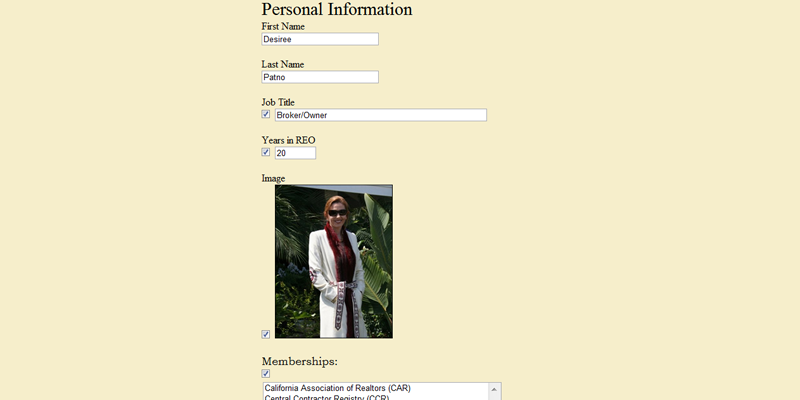 Personal Information
First Name
Desiree
Last Name
Patno
Job Title
Broker/Owner
Years in REO
20
Image
Memberships:
California Association of Realtors (CAR)
Central Contractor Registry (CCR)